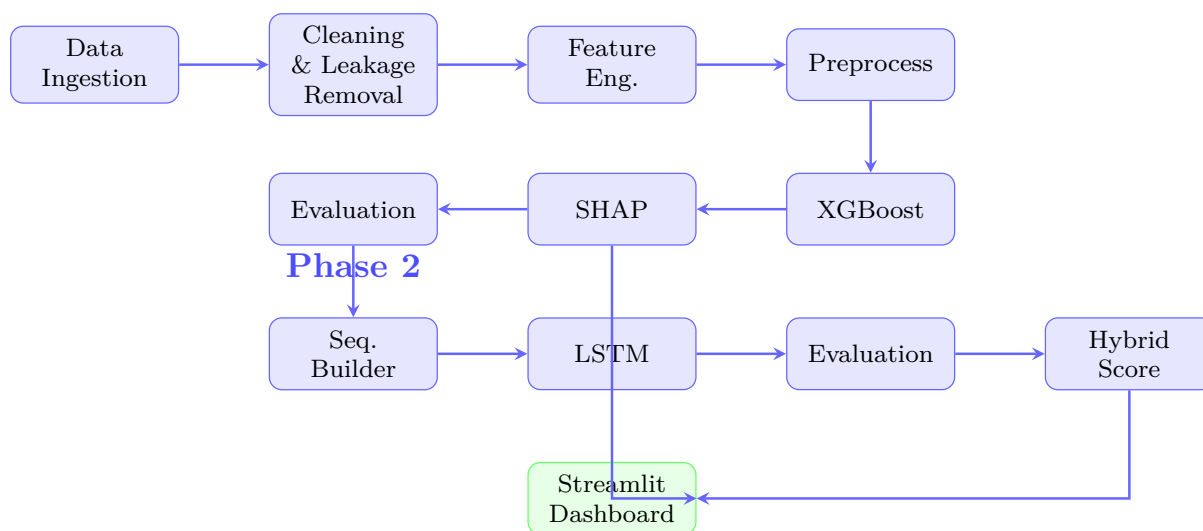 Data
Ingestion
Cleaning
& Leakage
Removal
Feature
Eng.
Preprocess
Evaluation
SHAP
XGBoost
Phase 2
Seq.
Builder
LSTM
Evaluation
Hybrid
Score
Streamlit
Dashboard